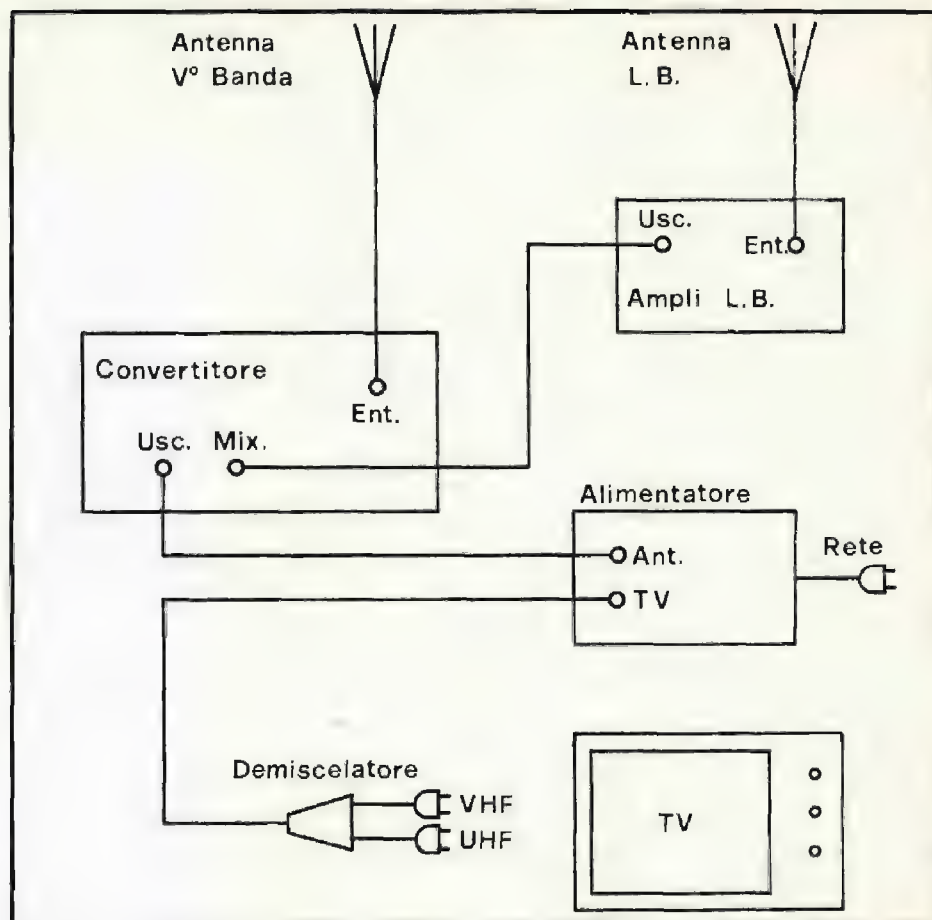 Antenna
V° Banda
Antenna
L.B.
Usc.
Ent.
Ampli L.B.
Convertitore
Ent.
Usc. Mix.
Alimentatore
Ant.
Rete
TV
Demiscelatore
VHF
UHF
TV